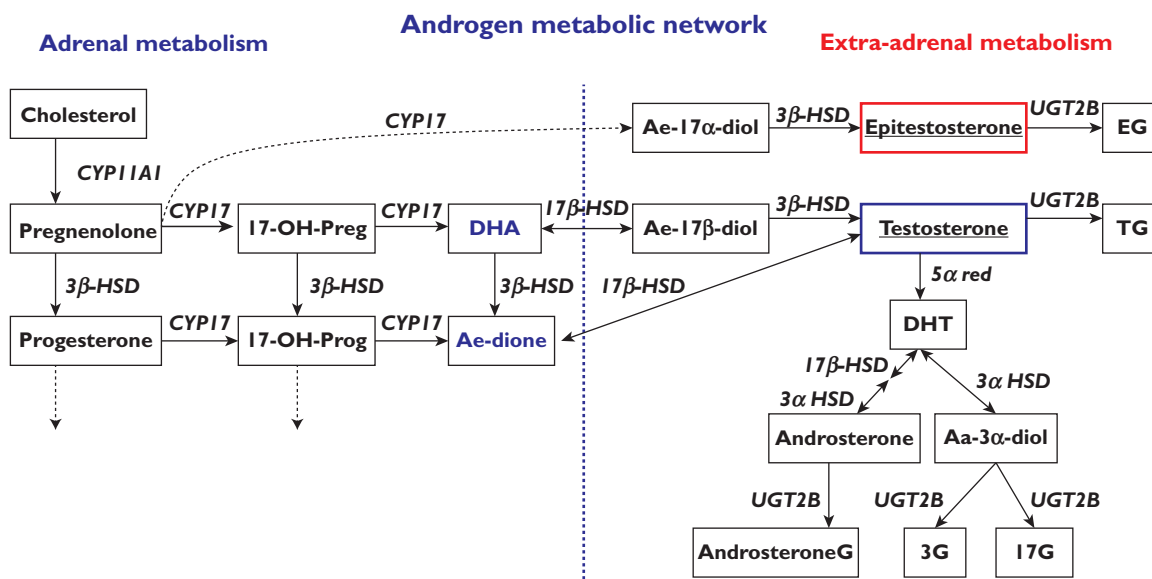 Androgen metabolic network
Adrenal metabolism
Extra-adrenal metabolism
Cholesterol
CYP17
Ae-17α-diol
3β-HSD
Epitestosterone
UGT2B
EG
CYP11A1
Pregnenolone
CYP17
17-OH-Preg
CYP17
DHA
17β-HSD
Ae-17β-diol
3β-HSD
Testosterone
UGT2B
TG
3β-HSD
3β-HSD
3β-HSD
17β-HSD
5α red
Progesterone
CYP17
17-OH-Prog
CYP17
Ae-dione
DHT
17β-HSD
3α HSD
3α HSD
Androsterone
Aa-3α-diol
UGT2B
UGT2B
UGT2B
AndrosteroneG
3G
17G